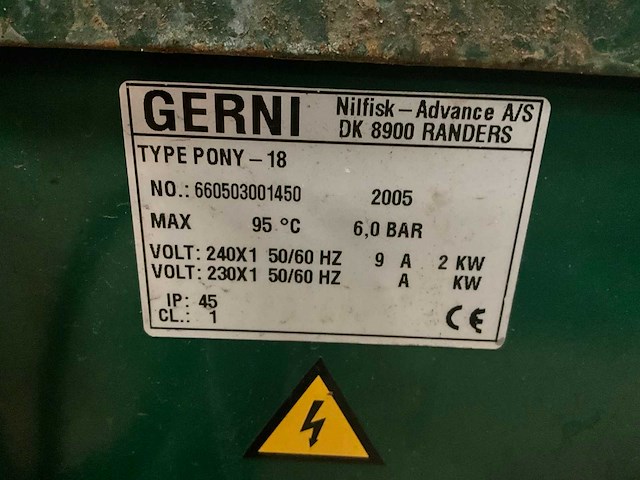 GERNI
Nilfisk – Advance A/S
DK 8900 RANDERS
TYPE PONY – 18
NO.: 660503001450 2005
MAX 95 °C 6,0 BAR
VOLT: 240X1 50/60 HZ 9 A 2 KW
VOLT: 230X1 50/60 HZ A KW
IP: 45
CL.: 1
CE